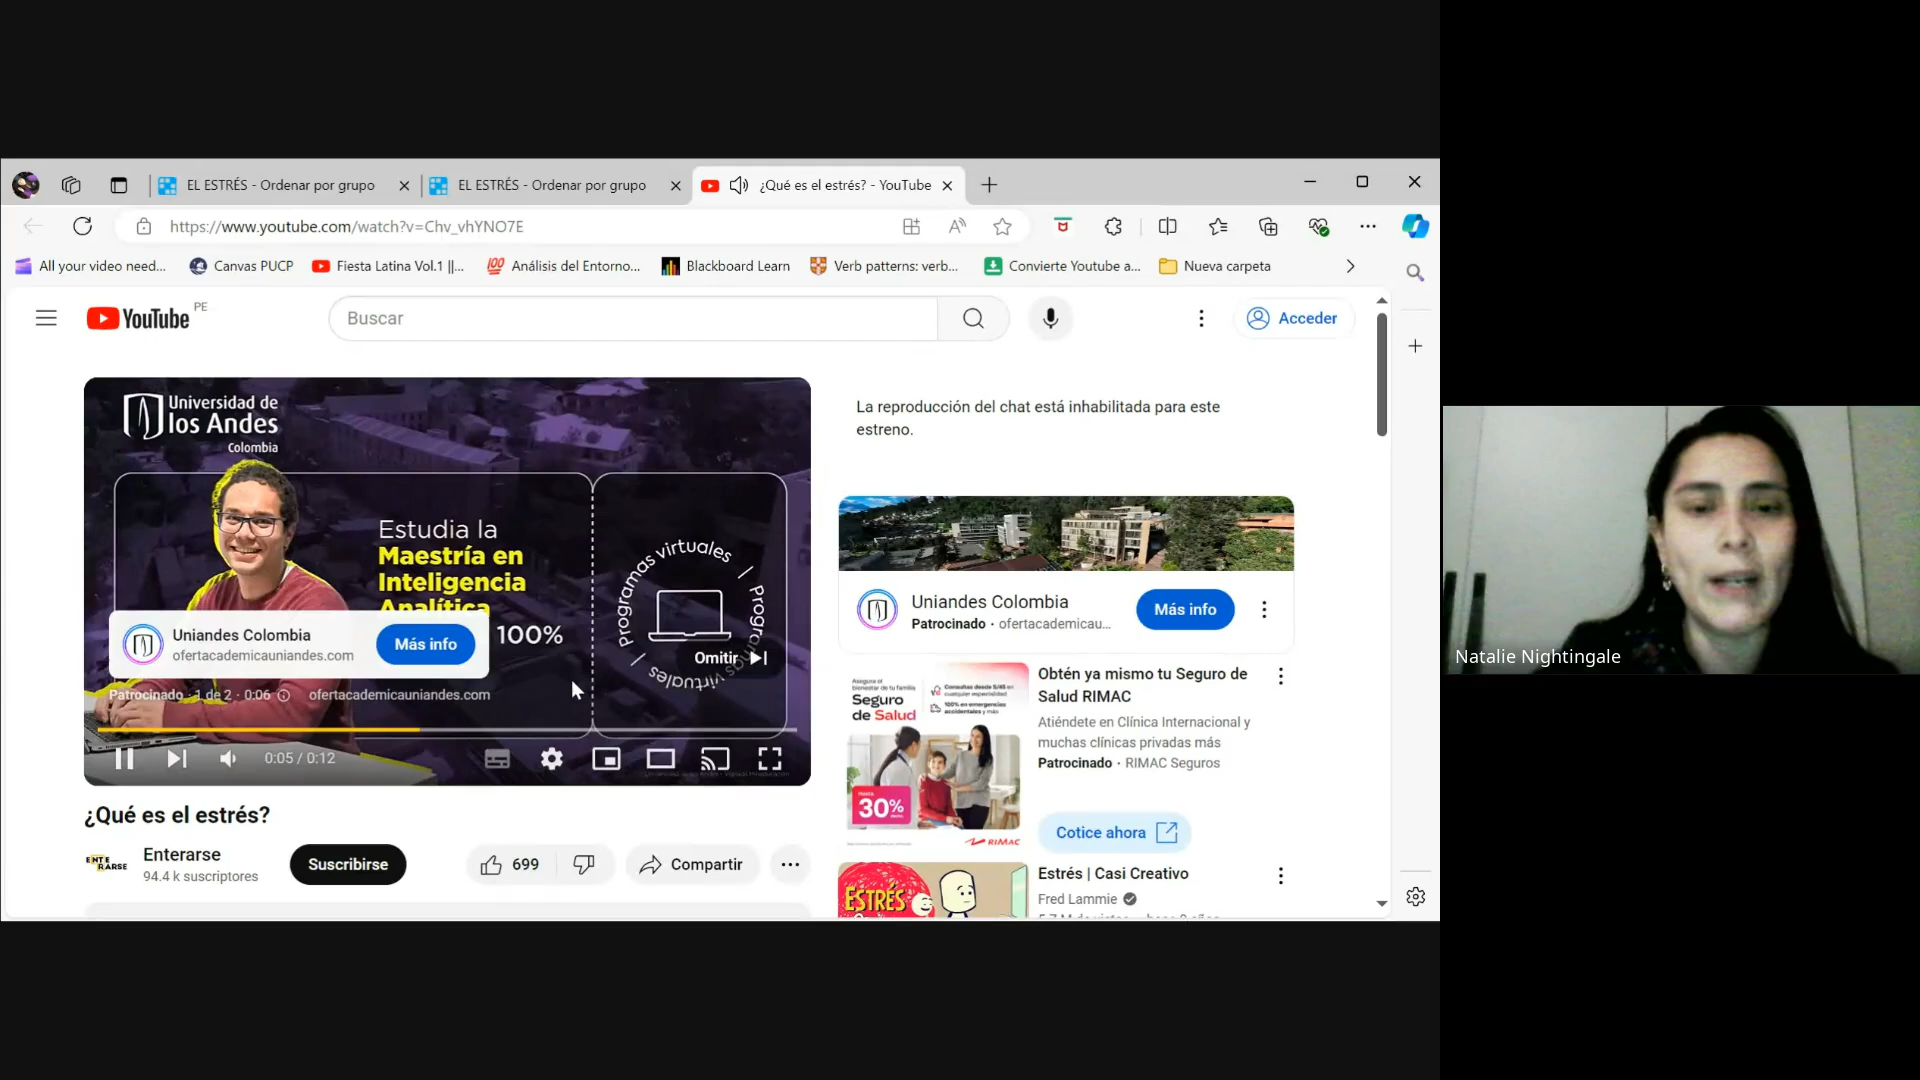 EL ESTRÉS - Ordenar por grupo
EL ESTRÉS - Ordenar por grupo
¿Qué es el estrés? - YouTube
https://www.youtube.com/watch?v=Chv_vhYNO7E
All your video need...
Canvas PUCP
Fiesta Latina Vol.1 ||...
Análisis del Entorno...
Blackboard Learn
Verb patterns: verb...
Convierte Youtube a...
Nueva carpeta
YouTube PE
Buscar
Acceder
Universidad de
los Andes
Colombia
Estudia la
Maestría en
Inteligencia
Analítica
100%
Programas virtuales
Uniandes Colombia
ofertacademicauniandes.com
Más info
Omitir
Patrocinado · 1 de 2 · 0:06
ofertacademicauniandes.com
0:05 / 0:12
¿Qué es el estrés?
ENTERARSE
Enterarse
94.4 k suscriptores
Suscribirse
699
Compartir
La reproducción del chat está inhabilitada para este
estreno.
Uniandes Colombia
Patrocinado · ofertacademicau...
Más info
Seguro
de Salud
30%
RIMAC
Obtén ya mismo tu Seguro de
Salud RIMAC
Atiéndete en Clínica Internacional y
muchas clínicas privadas más
Patrocinado · RIMAC Seguros
Cotice ahora
ESTRÉS
Estrés | Casi Creativo
Fred Lammie
Natalie Nightingale